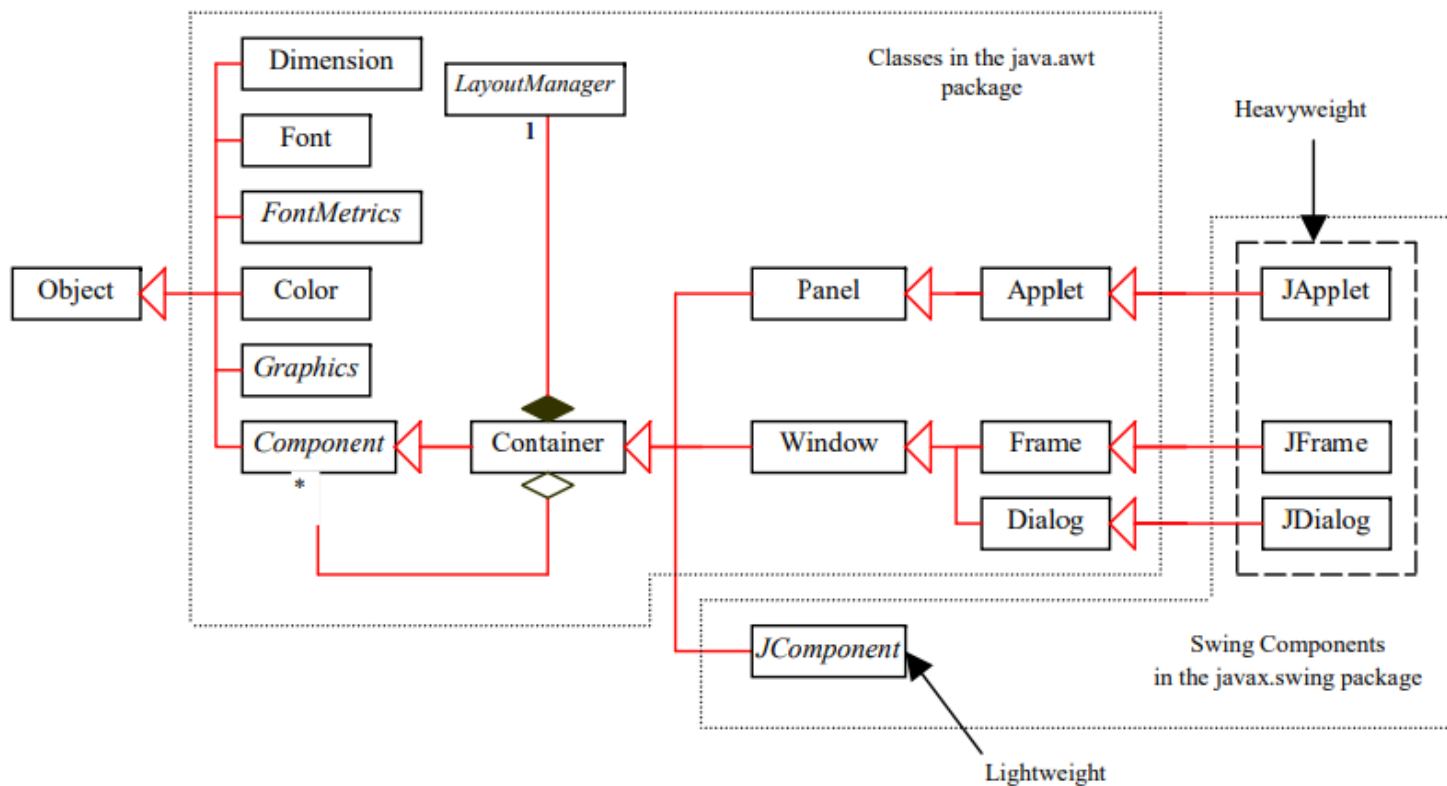 Dimension
LayoutManager
Classes in the java.awt
package
1
Heavyweight
Font
FontMetrics
Object
Color
Panel
Applet
JApplet
Graphics
Component
Container
Window
Frame
JFrame
*
Dialog
JDialog
JComponent
Swing Components
in the javax.swing package
Lightweight